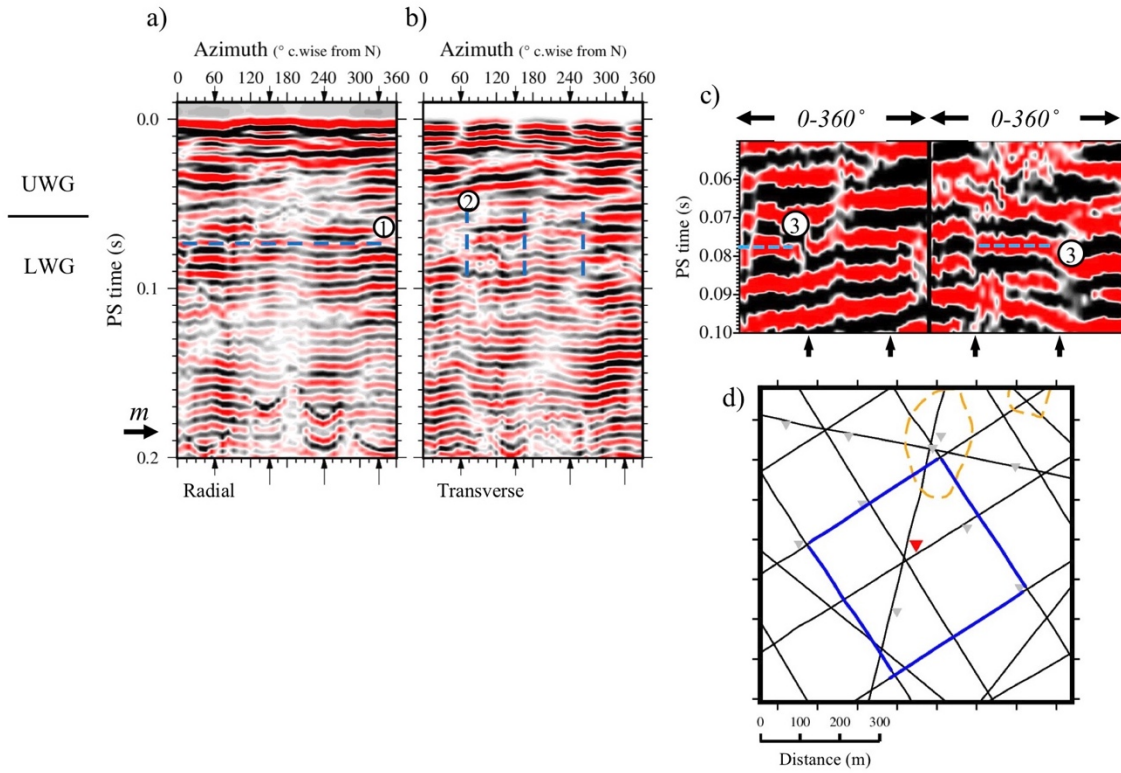 a)
b)
Azimuth (° c.wise from N)
Azimuth (° c.wise from N)
0 60 120 180 240 300 360
0 60 120 180 240 300 360
c)
0-360°
0-360°
0.0
0.1
0.2
PS time (s)
UWG
LWG
m
1
2
Radial
Transverse
0.06
0.07
0.08
0.09
0.10
PS time (s)
3
3
d)
0 100 200 300
Distance (m)